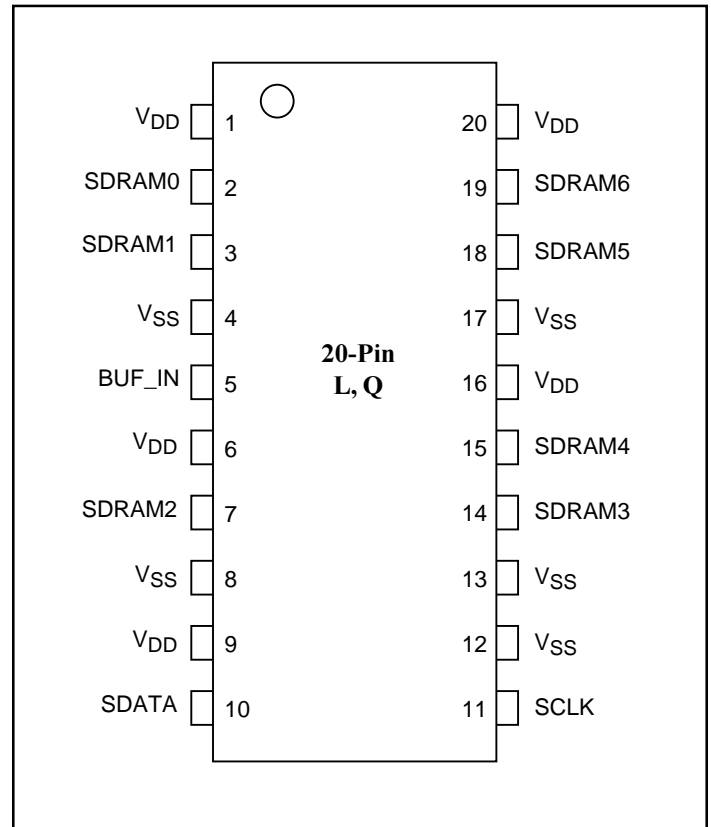 VDD 1 20 VDD
SDRAM0 2 19 SDRAM6
SDRAM1 3 18 SDRAM5
VSS 4 17 VSS
20-Pin
L, Q
BUF_IN 5 16 VDD
VDD 6 15 SDRAM4
SDRAM2 7 14 SDRAM3
VSS 8 13 VSS
VDD 9 12 VSS
SDATA 10 11 SCLK